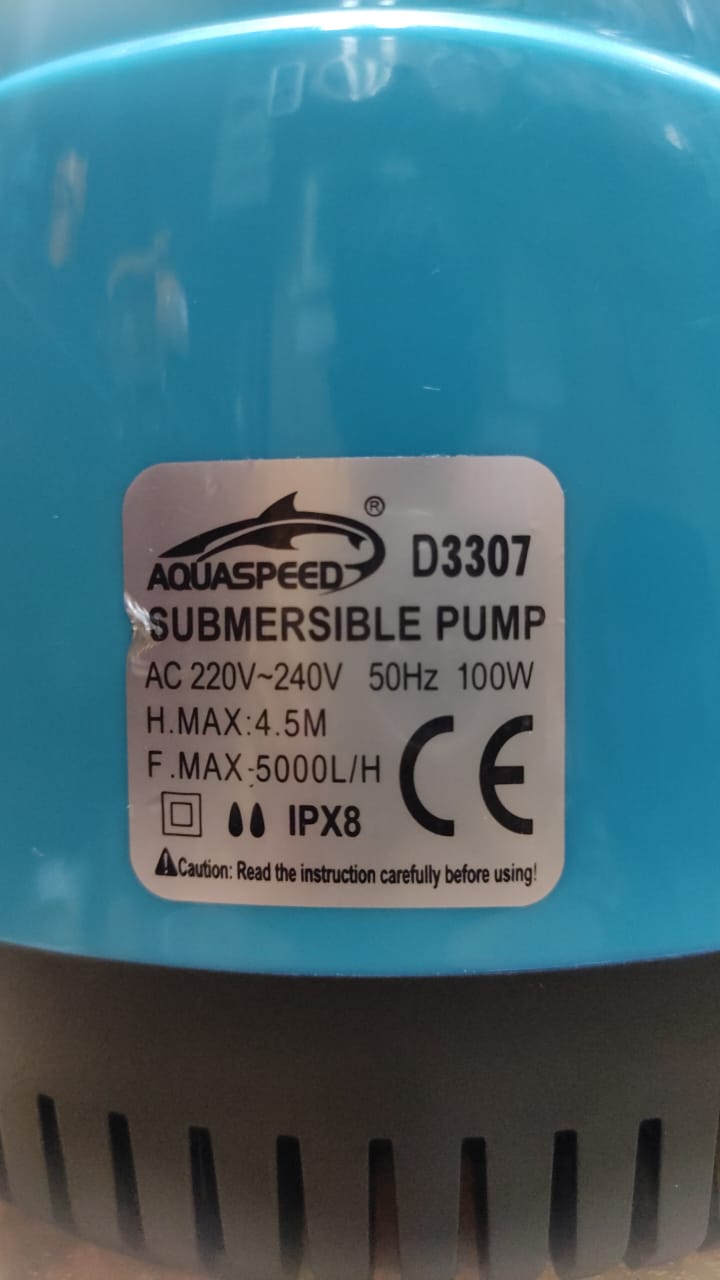 AQUASPEED® D3307
SUBMERSIBLE PUMP
AC 220V~240V 50Hz 100W
H.MAX:4.5M
F.MAX:5000L/H
CE
IPX8
Caution: Read the instruction carefully before using!